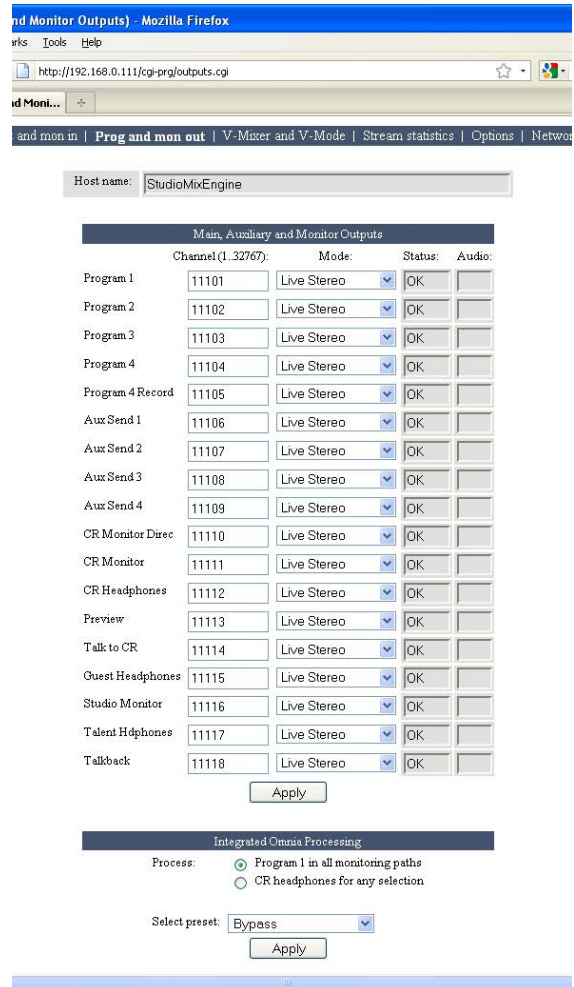 nd Monitor Outputs) - Mozilla Firefox
arks Tools Help
http://192.168.0.111/cgi-prg/outputs.cgi
nd Moni...
and mon in | Prog and mon out | V-Mixer and V-Mode | Stream statistics | Options | Networ
Host name: StudioMixEngine
Main, Auxiliary and Monitor Outputs
Channel (1..32767): Mode: Status: Audio:
Program 1 11101 Live Stereo OK
Program 2 11102 Live Stereo OK
Program 3 11103 Live Stereo OK
Program 4 11104 Live Stereo OK
Program 4 Record 11105 Live Stereo OK
Aux Send 1 11106 Live Stereo OK
Aux Send 2 11107 Live Stereo OK
Aux Send 3 11108 Live Stereo OK
Aux Send 4 11109 Live Stereo OK
CR Monitor Direc 11110 Live Stereo OK
CR Monitor 11111 Live Stereo OK
CR Headphones 11112 Live Stereo OK
Preview 11113 Live Stereo OK
Talk to CR 11114 Live Stereo OK
Guest Headphones 11115 Live Stereo OK
Studio Monitor 11116 Live Stereo OK
Talent Hdphones 11117 Live Stereo OK
Talkback 11118 Live Stereo OK
Apply
Integrated Omnia Processing
Process: Program 1 in all monitoring paths
CR headphones for any selection
Select preset: Bypass
Apply